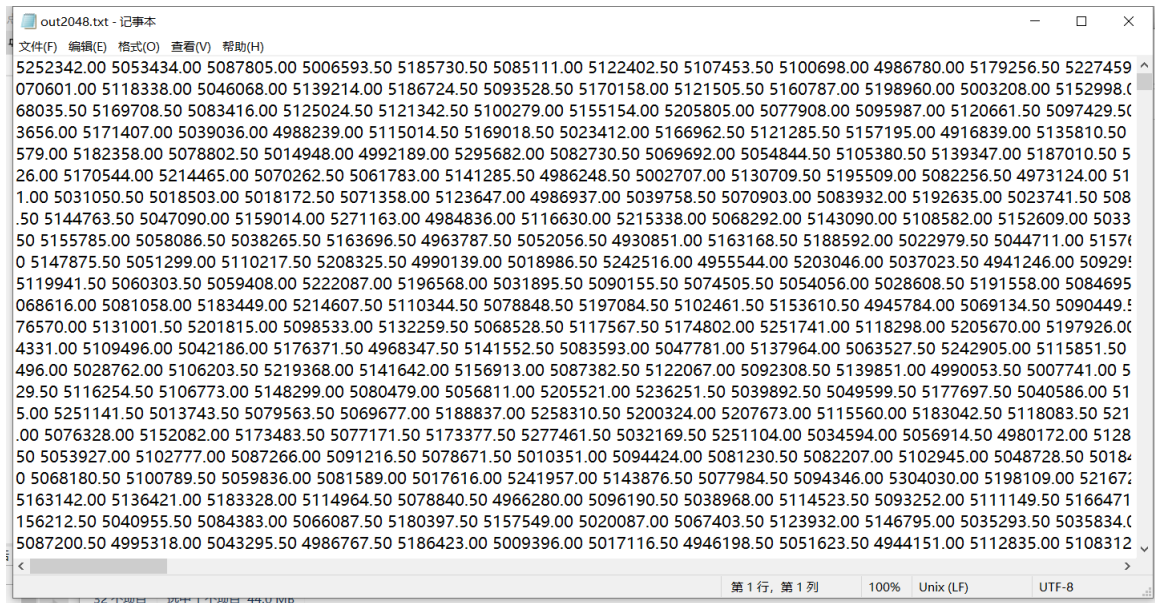 out2048.txt - 记事本
文件(F) 编辑(E) 格式(O) 查看(V) 帮助(H)
5252342.00 5053434.00 5087805.00 5006593.50 5185730.50 5085111.00 5122402.50 5107453.50 5100698.00 4986780.00 5179256.50 5227459
070601.00 5118338.00 5046068.00 5139214.00 5186724.50 5093528.50 5170158.00 5121505.50 5160787.00 5198960.00 5003208.00 5152998.0
68035.50 5169708.50 5083416.00 5125024.50 5121342.50 5100279.00 5155154.00 5205805.00 5077908.00 5095987.00 5120661.50 5097429.50
3656.00 5171407.00 5039036.00 4988239.00 5115014.50 5169018.50 5023412.00 5166962.50 5121285.50 5157195.00 4916839.00 5135810.50
579.00 5182358.00 5078802.50 5014948.00 4992189.00 5295682.00 5082730.50 5069692.00 5054844.50 5105380.50 5139347.00 5187010.50 5
26.00 5170544.00 5214465.00 5070262.50 5061783.00 5141285.50 4986248.50 5002707.00 5130709.50 5195509.00 5082256.50 4973124.00 51
1.00 5031050.50 5018503.00 5018172.50 5071358.00 5123647.00 4986937.00 5039758.50 5070903.00 5083932.00 5192635.00 5023741.50 508
.50 5144763.50 5047090.00 5159014.00 5271163.00 4984836.00 5116630.00 5215338.00 5068292.00 5143090.00 5108582.00 5152609.00 5033
50 5155785.00 5058086.50 5038265.50 5163696.50 4963787.50 5052056.50 4930851.00 5163168.50 5188592.00 5022979.50 5044711.00 5157
0 5147875.50 5051299.00 5110217.50 5208325.50 4990139.00 5018986.50 5242516.00 4955544.00 5203046.00 5037023.50 4941246.00 50929
5119941.50 5060303.50 5059408.00 5222087.00 5196568.00 5031895.50 5090155.50 5074505.50 5054056.00 5028608.50 5191558.00 5084695
068616.00 5081058.00 5183449.00 5214607.50 5110344.50 5078848.50 5197084.50 5102461.50 5153610.50 4945784.00 5069134.50 5090449.5
76570.00 5131001.50 5201815.00 5098533.00 5132259.50 5068528.50 5117567.50 5174802.00 5251741.00 5118298.00 5205670.00 5197926.00
4331.00 5109496.00 5042186.00 5176371.50 4968347.50 5141552.50 5083593.00 5047781.00 5137964.00 5063527.50 5242905.00 5115851.50
496.00 5028762.00 5106203.50 5219368.00 5141642.00 5156913.00 5087382.50 5122067.00 5092308.50 5139851.00 4990053.50 5007741.00 5
29.50 5116254.50 5106773.00 5148299.00 5080479.00 5056811.00 5205521.00 5236251.50 5039892.50 5049599.50 5177697.50 5040586.00 51
5.00 5251141.50 5013743.50 5079563.50 5069677.00 5188837.00 5258310.50 5200324.00 5207673.00 5115560.00 5183042.50 5118083.50 521
.00 5076328.00 5152082.00 5173483.50 5077171.50 5173377.50 5277461.50 5032169.50 5251104.00 5034594.00 5056914.50 4980172.00 5128
50 5053927.00 5102777.00 5087266.00 5091216.50 5078671.50 5010351.00 5094424.00 5081230.50 5082207.00 5102945.00 5048728.50 5018
0 5068180.50 5100789.50 5059836.00 5081589.00 5017616.00 5241957.00 5143876.50 5077984.50 5094346.00 5304030.00 5198109.00 52167
5163142.00 5136421.00 5183328.00 5114964.50 5078840.50 4966280.00 5096190.50 5038968.00 5114523.50 5093252.00 5111149.50 5166471
156212.50 5040955.50 5084383.00 5066087.50 5180397.50 5157549.00 5020087.00 5067403.50 5123932.00 5146795.00 5035293.50 5035834.0
5087200.50 4995318.00 5043295.50 4986767.50 5186423.00 5009396.00 5017116.50 4946198.50 5051623.50 4944151.00 5112835.00 5108312
第 1 行，第 1 列 100% Unix (LF) UTF-8